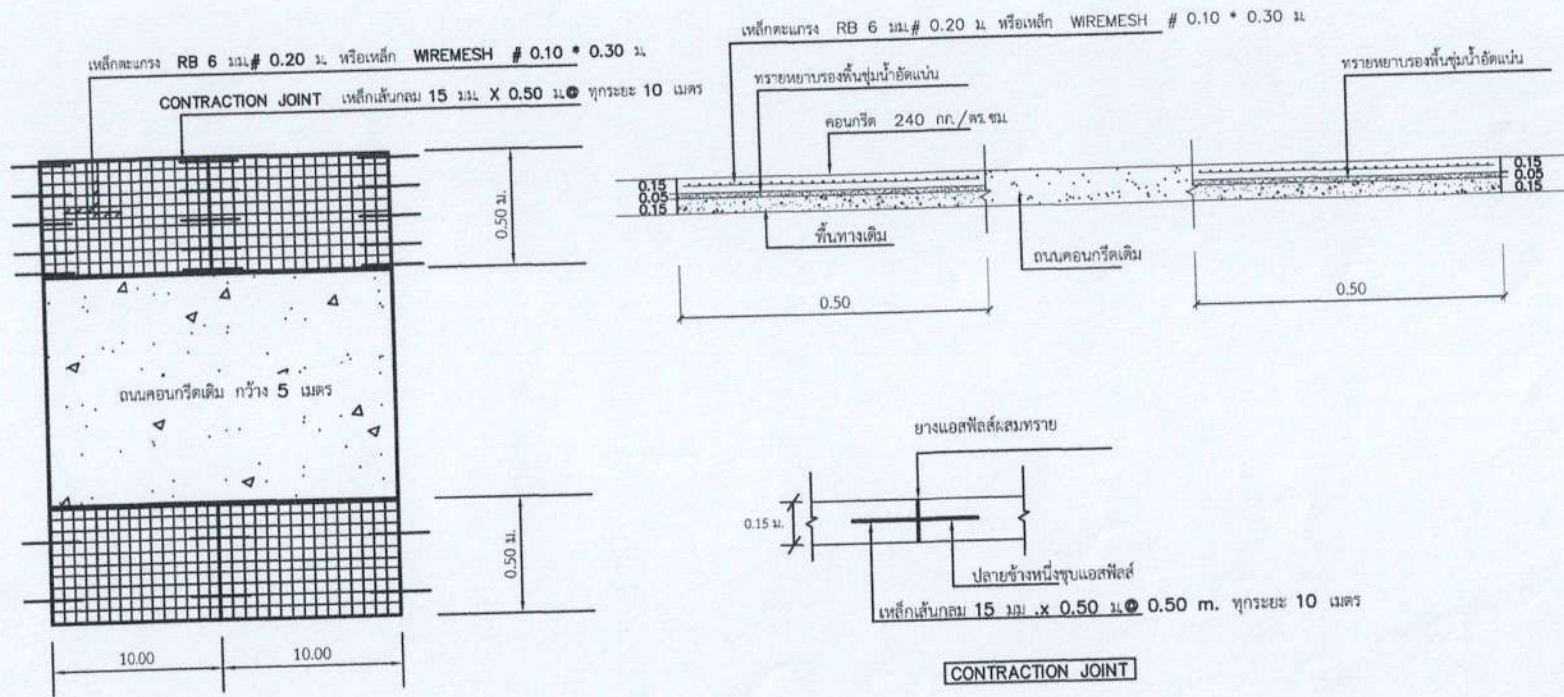 เหล็กตะแกรง RB 6 มม.# 0.20 ม. หรือเหล็ก WIREMESH # 0.10 * 0.30 ม.
CONTRACTION JOINT เหล็กเส้นกลม 15 มม. X 0.50 ม.@ ทุกระยะ 10 เมตร
0.50 ม.
ถนนคอนกรีตเดิม กว้าง 5 เมตร
0.50 ม.
10.00 10.00
เหล็กตะแกรง RB 6 มม.# 0.20 ม. หรือเหล็ก WIREMESH # 0.10 * 0.30 ม.
ทรายหยาบรองพื้นชุ่มน้ำอัดแน่น
ทรายหยาบรองพื้นชุ่มน้ำอัดแน่น
คอนกรีต 240 กก./ตร.ซม.
0.15
0.05
0.15
0.15
0.05
0.15
พื้นทางเดิม
ถนนคอนกรีตเดิม
0.50
0.50
ยางแอสฟัลส์ผสมทราย
0.15 ม.
ปลายข้างหนึ่งชุบแอสฟัลส์
เหล็กเส้นกลม 15 มม .x 0.50 ม.@ 0.50 m. ทุกระยะ 10 เมตร
CONTRACTION JOINT